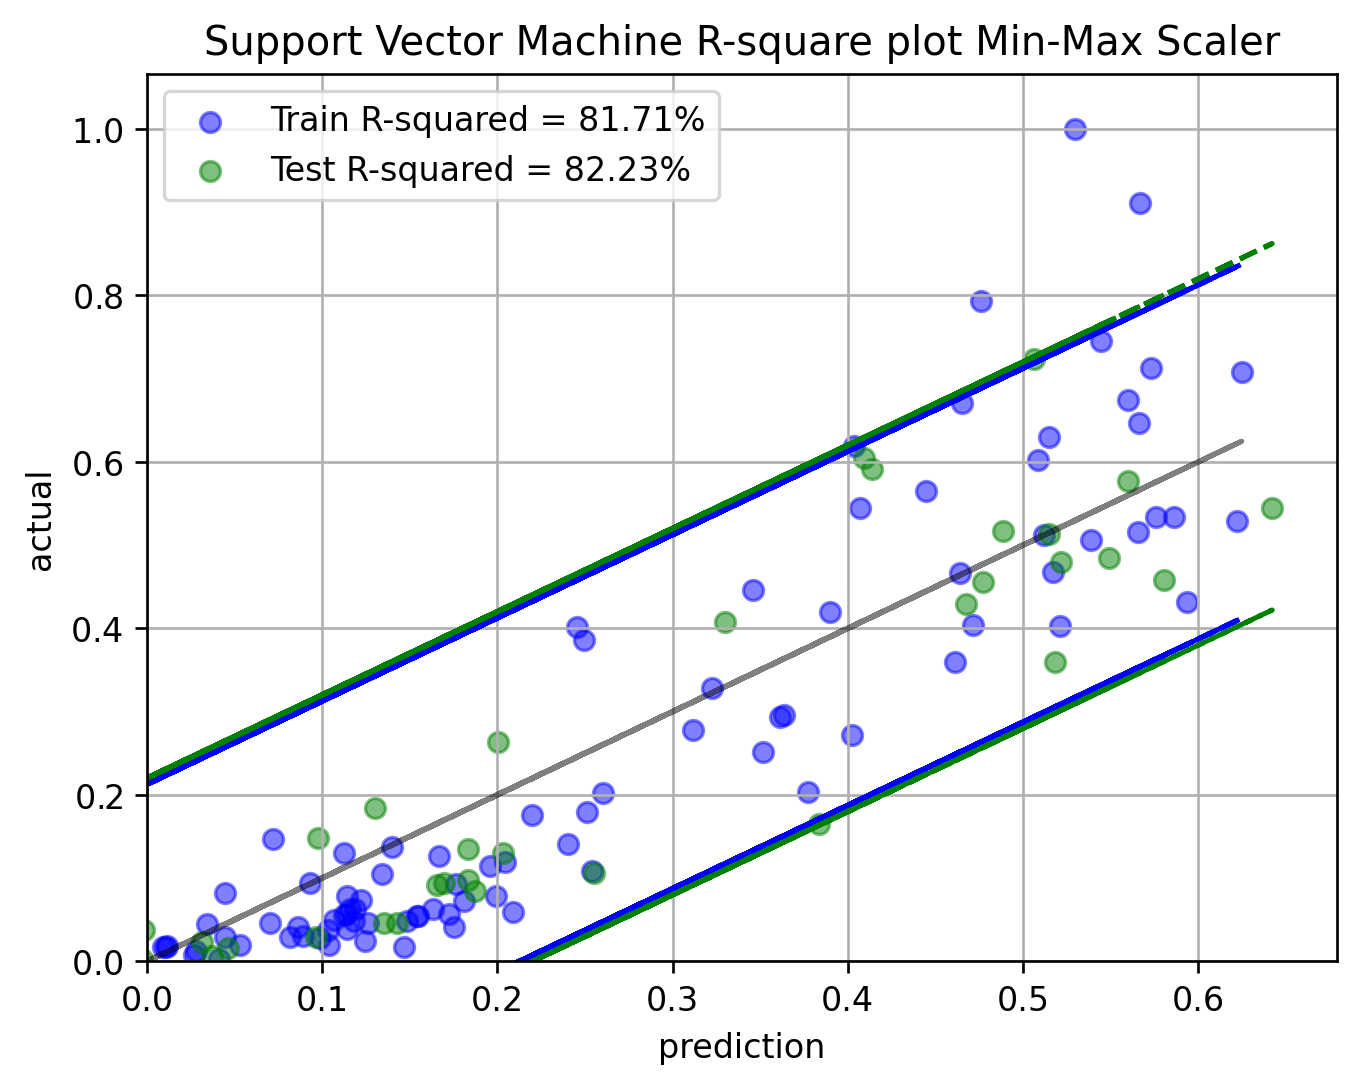 Support Vector Machine R-square plot Min-Max Scaler
Train R-squared = 81.71%
Test R-squared = 82.23%
1.0
0.8
0.6
0.4
0.2
0.0
actual
0.0 0.1 0.2 0.3 0.4 0.5 0.6
prediction